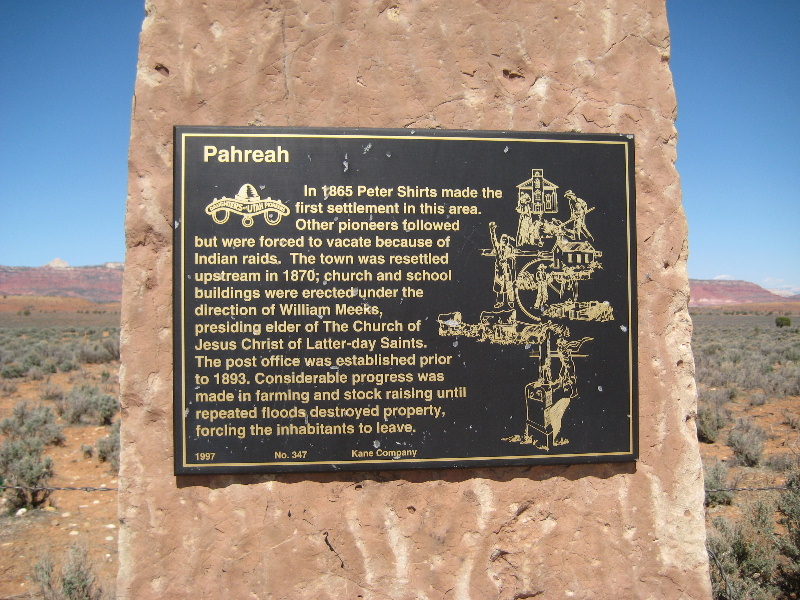 Pahreah
DAUGHTERS OF UTAH PIONEERS
In 1865 Peter Shirts made the
first settlement in this area.
Other pioneers followed
but were forced to vacate because of
Indian raids. The town was resettled
upstream in 1870; church and school
buildings were erected under the
direction of William Meeks,
presiding elder of The Church of
Jesus Christ of Latter-day Saints.
The post office was established prior
to 1893. Considerable progress was
made in farming and stock raising until
repeated floods destroyed property,
forcing the inhabitants to leave.
1997 No. 347 Kane Company